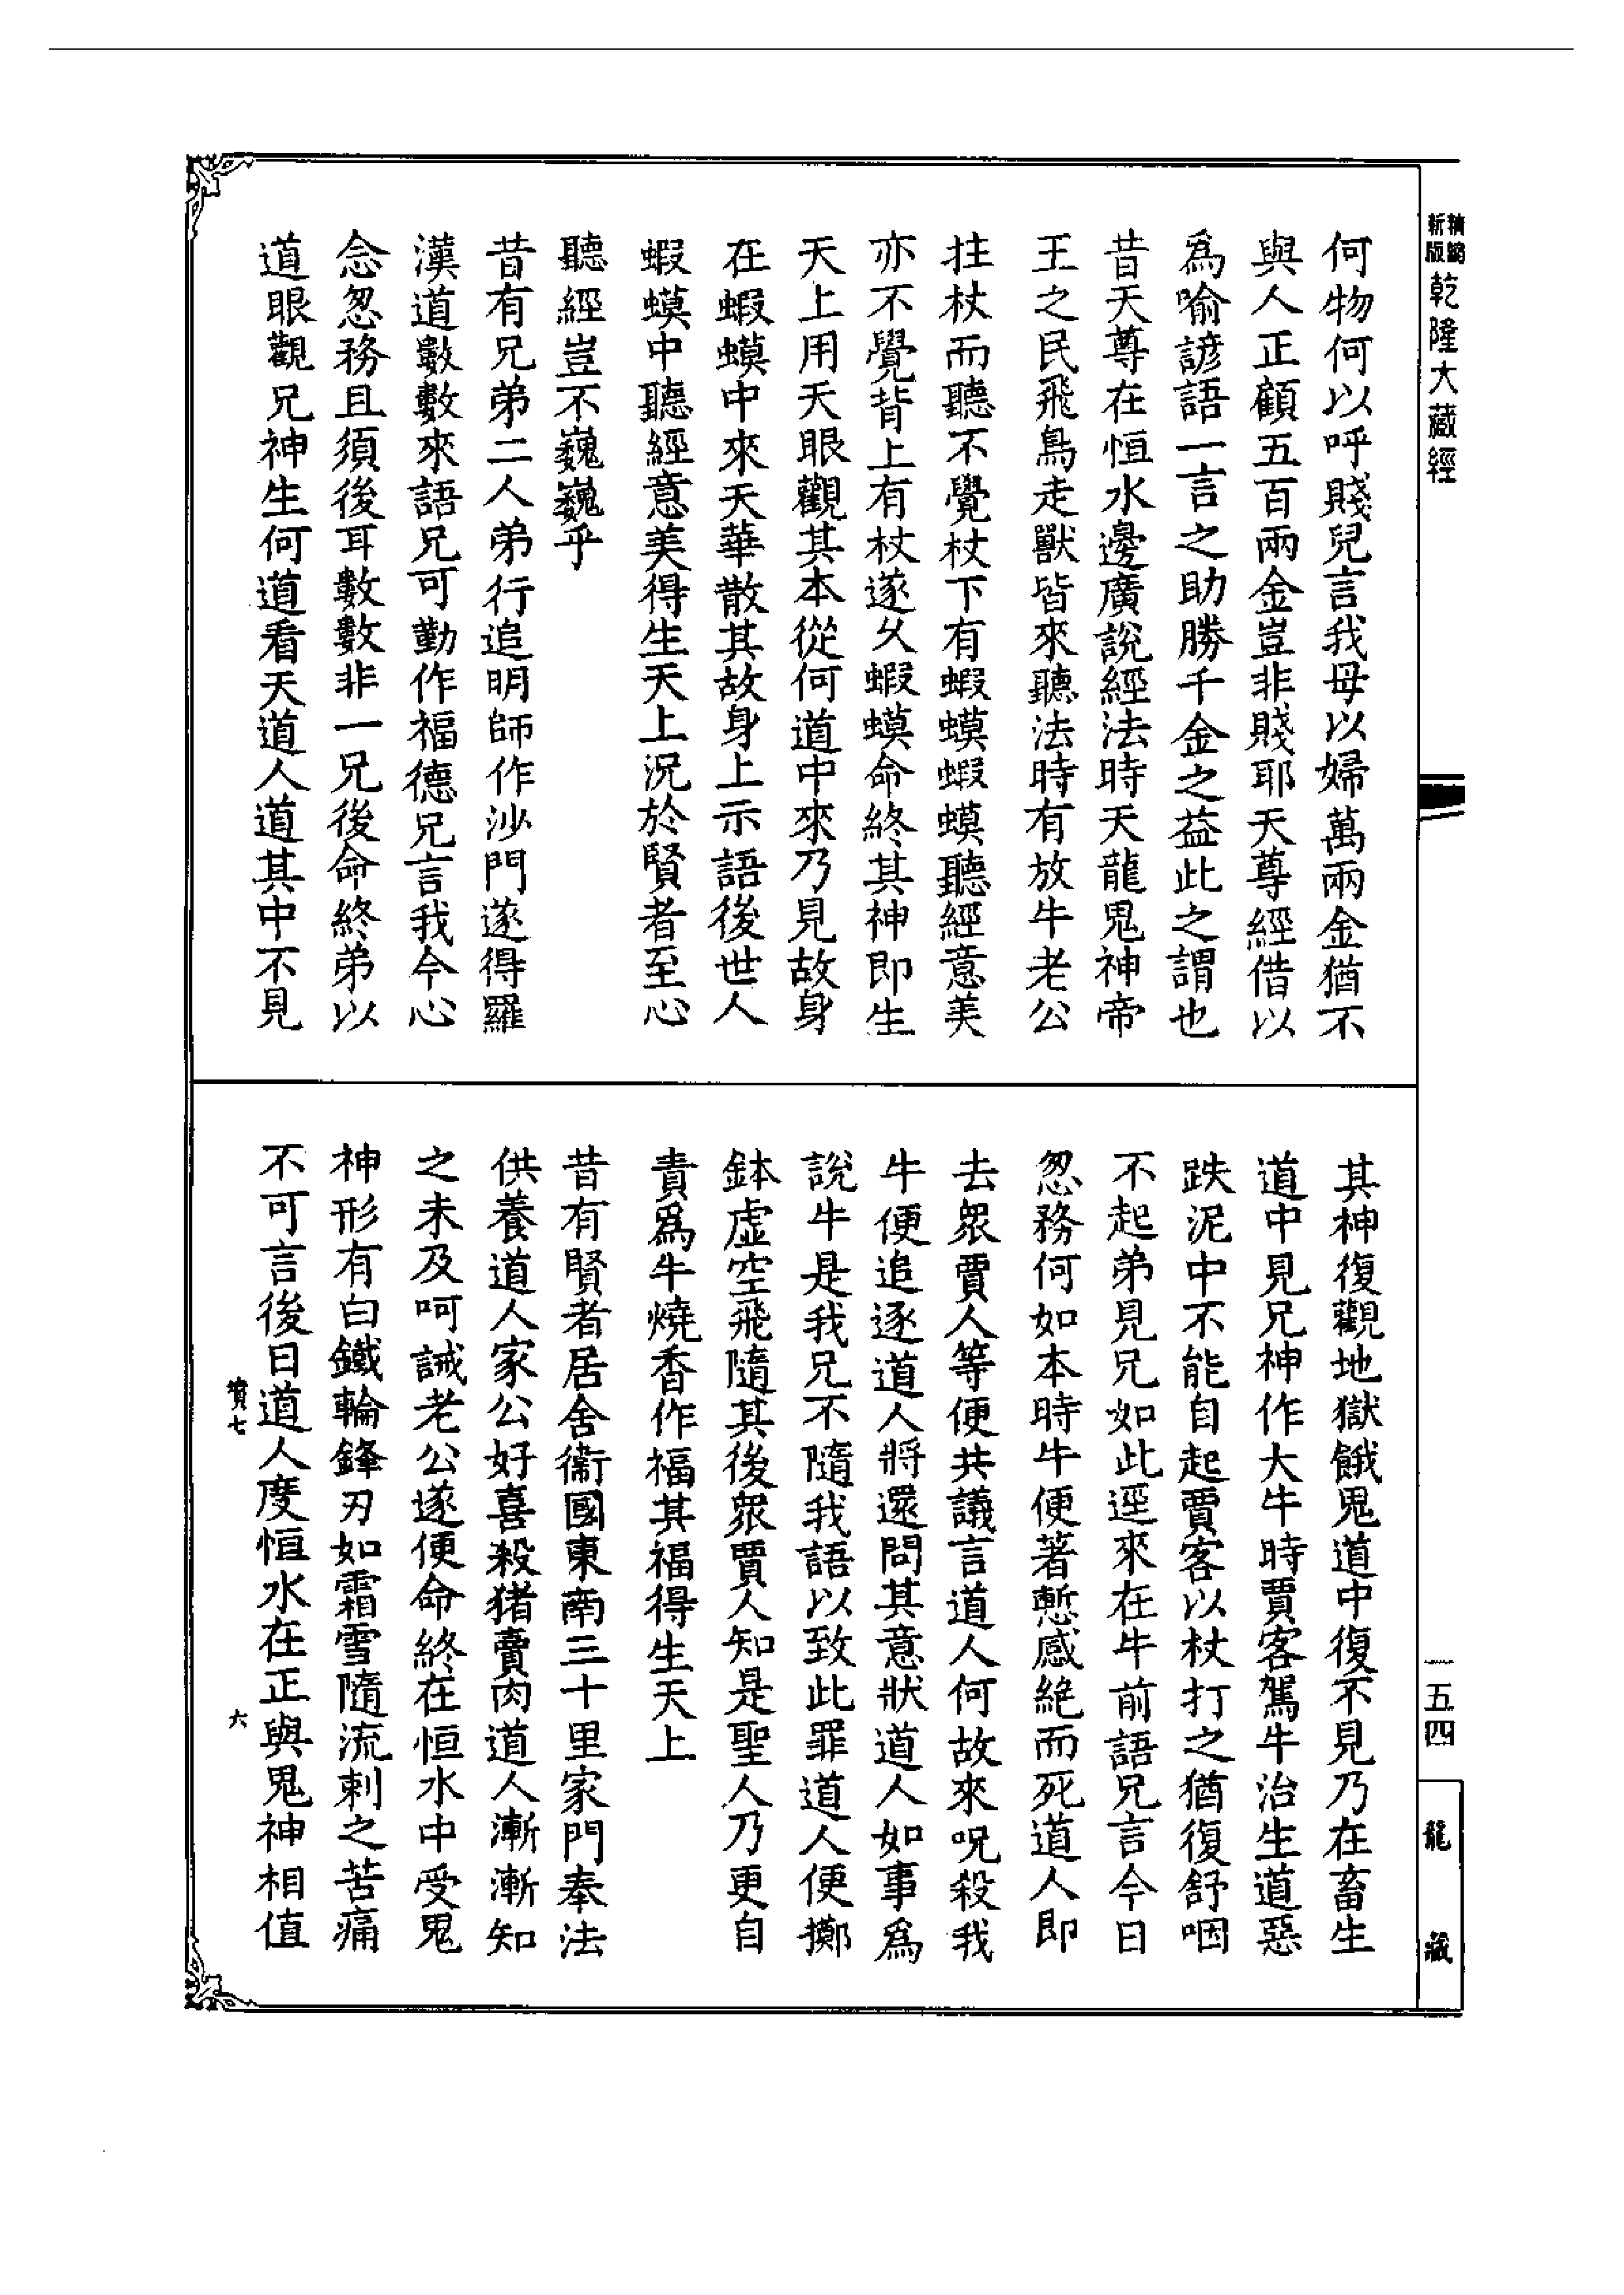 精縮
新版
乾隆大藏經
何物何以呼賤兒言我母以婦萬兩金猶不
與人正顧五百兩金豈非賤耶天尊經借以
為喻諺語一言之助勝千金之益此之謂也
昔天尊在恒水邊廣說經法時天龍鬼神帝
王之民飛鳥走獸皆來聽法時有放牛老公
拄杖而聽不覺杖下有蝦蟆蝦蟆聽經意美
亦不覺背上有杖遂久蝦蟆命終其神即生
天上用天眼觀其本從何道中來乃見故身
在蝦蟆中來天華散其故身上示語後世人
蝦蟆中聽經意美得生天上況於賢者至心
聽經豈不巍巍乎
昔有兄弟二人弟行追明師作沙門遂得羅
漢道數數來語兄可勤作福德兄言我今心
念怱務且須後耳數數非一兄後命終弟以
道眼觀兄神生何道看天道人道其中不見
其神復觀地獄餓鬼道中復不見乃在畜生
道中見兄神作大牛時賈客駕牛治生道惡
跌泥中不能自起賈客以杖打之猶復舒咽
不起弟見兄如此逕來在牛前語兄言今日
怱務何如本時牛便著慙感絕而死道人即
去衆賈人等便共議言道人何故來呪殺我
牛便追逐道人將還問其意狀道人如事為
說牛是我兄不隨我語以致此罪道人便擲
鉢虛空飛隨其後衆賈人知是聖人乃更自
責為牛燒香作福其福得生天上
昔有賢者居舍衞國東南三十里家門奉法
供養道人家公好喜殺猪賣肉道人漸漸知
之未及呵誡老公遂便命終在恒水中受鬼
神形有白鐵輪鋒刃如霜雪隨流刺之苦痛
不可言後日道人度恒水在正與鬼神相值
七
六
一五四
龍藏